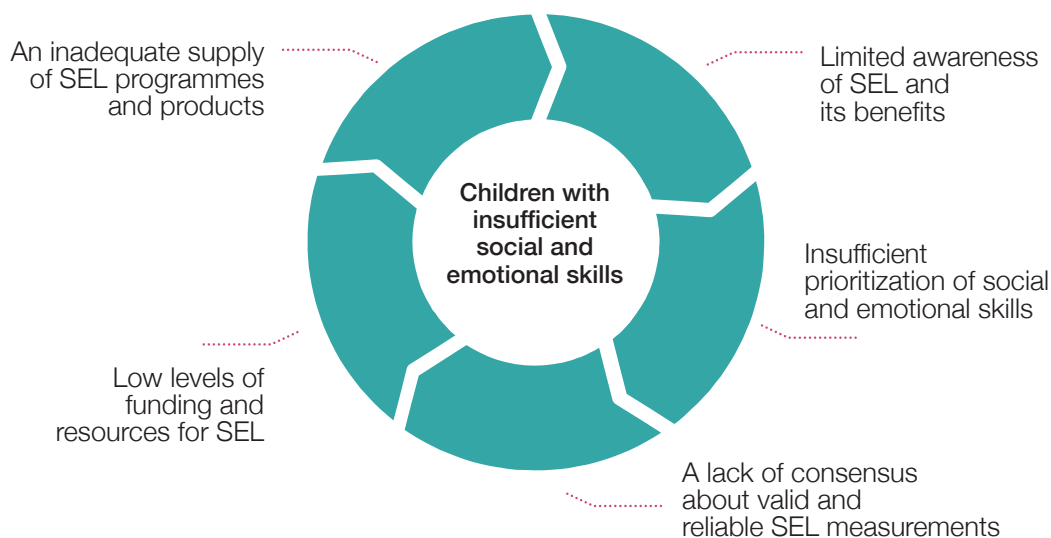 An inadequate supply
of SEL programmes
and products
Limited awareness
of SEL and
its benefits
Children with
insufficient
social and
emotional skills
Insufficient
prioritization of social
and emotional skills
Low levels of
funding and
resources for SEL
A lack of consensus
about valid and
reliable SEL measurements